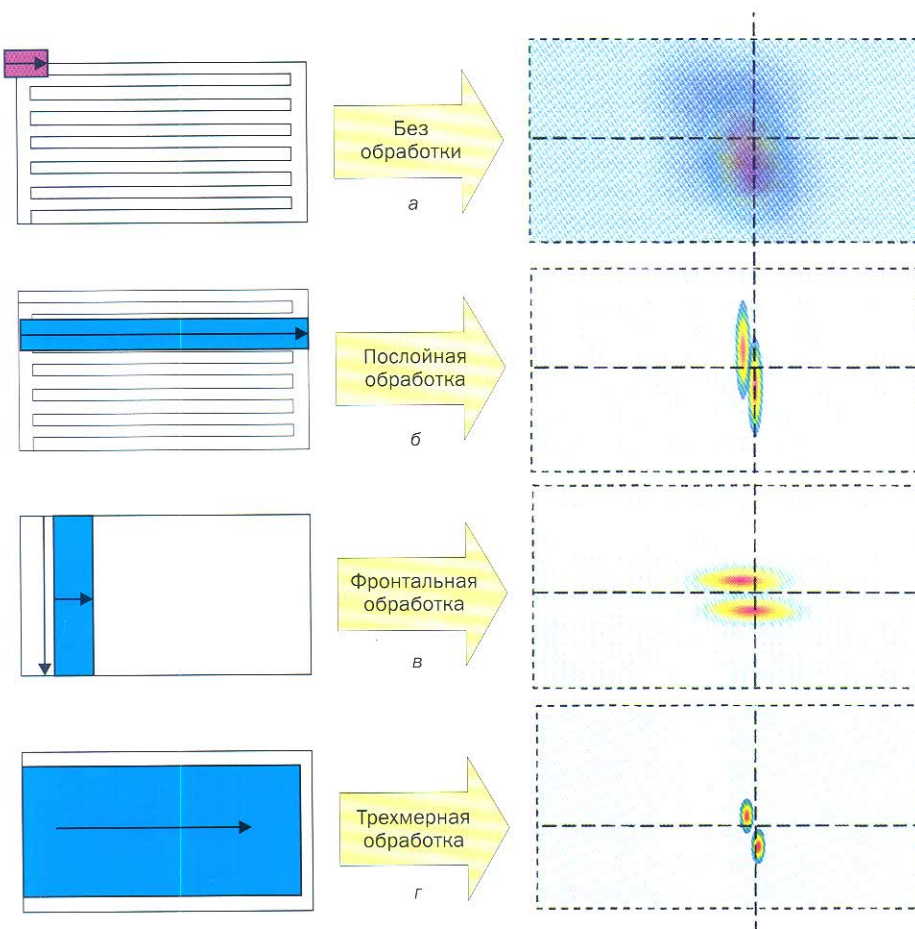 Без
обработки
а
Послойная
обработка
б
Фронтальная
обработка
в
Трехмерная
обработка
г